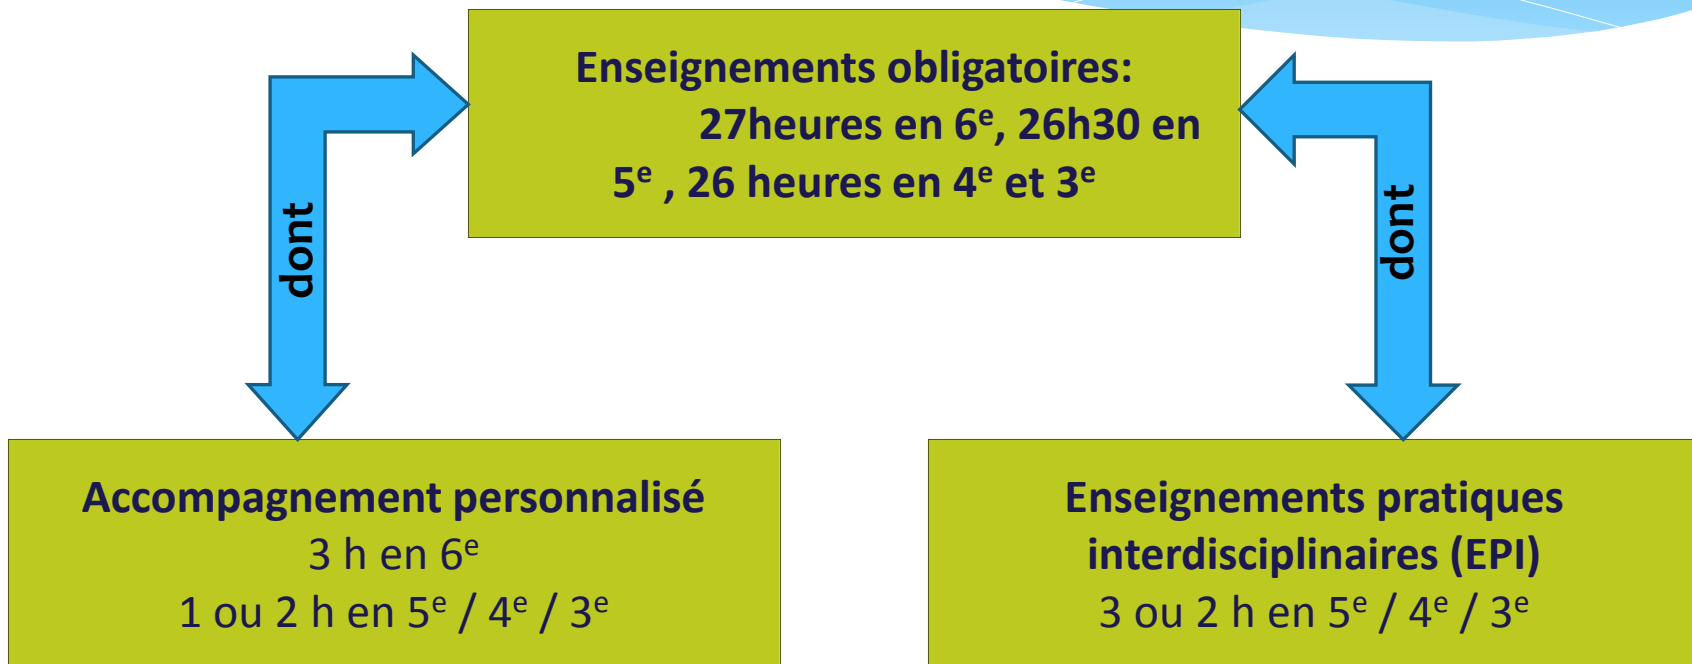 Enseignements obligatoires:
27heures en 6e, 26h30 en
5e , 26 heures en 4e et 3e
dont
dont
Accompagnement personnalisé
3 h en 6e
1 ou 2 h en 5e / 4e / 3e
Enseignements pratiques
interdisciplinaires (EPI)
3 ou 2 h en 5e / 4e / 3e